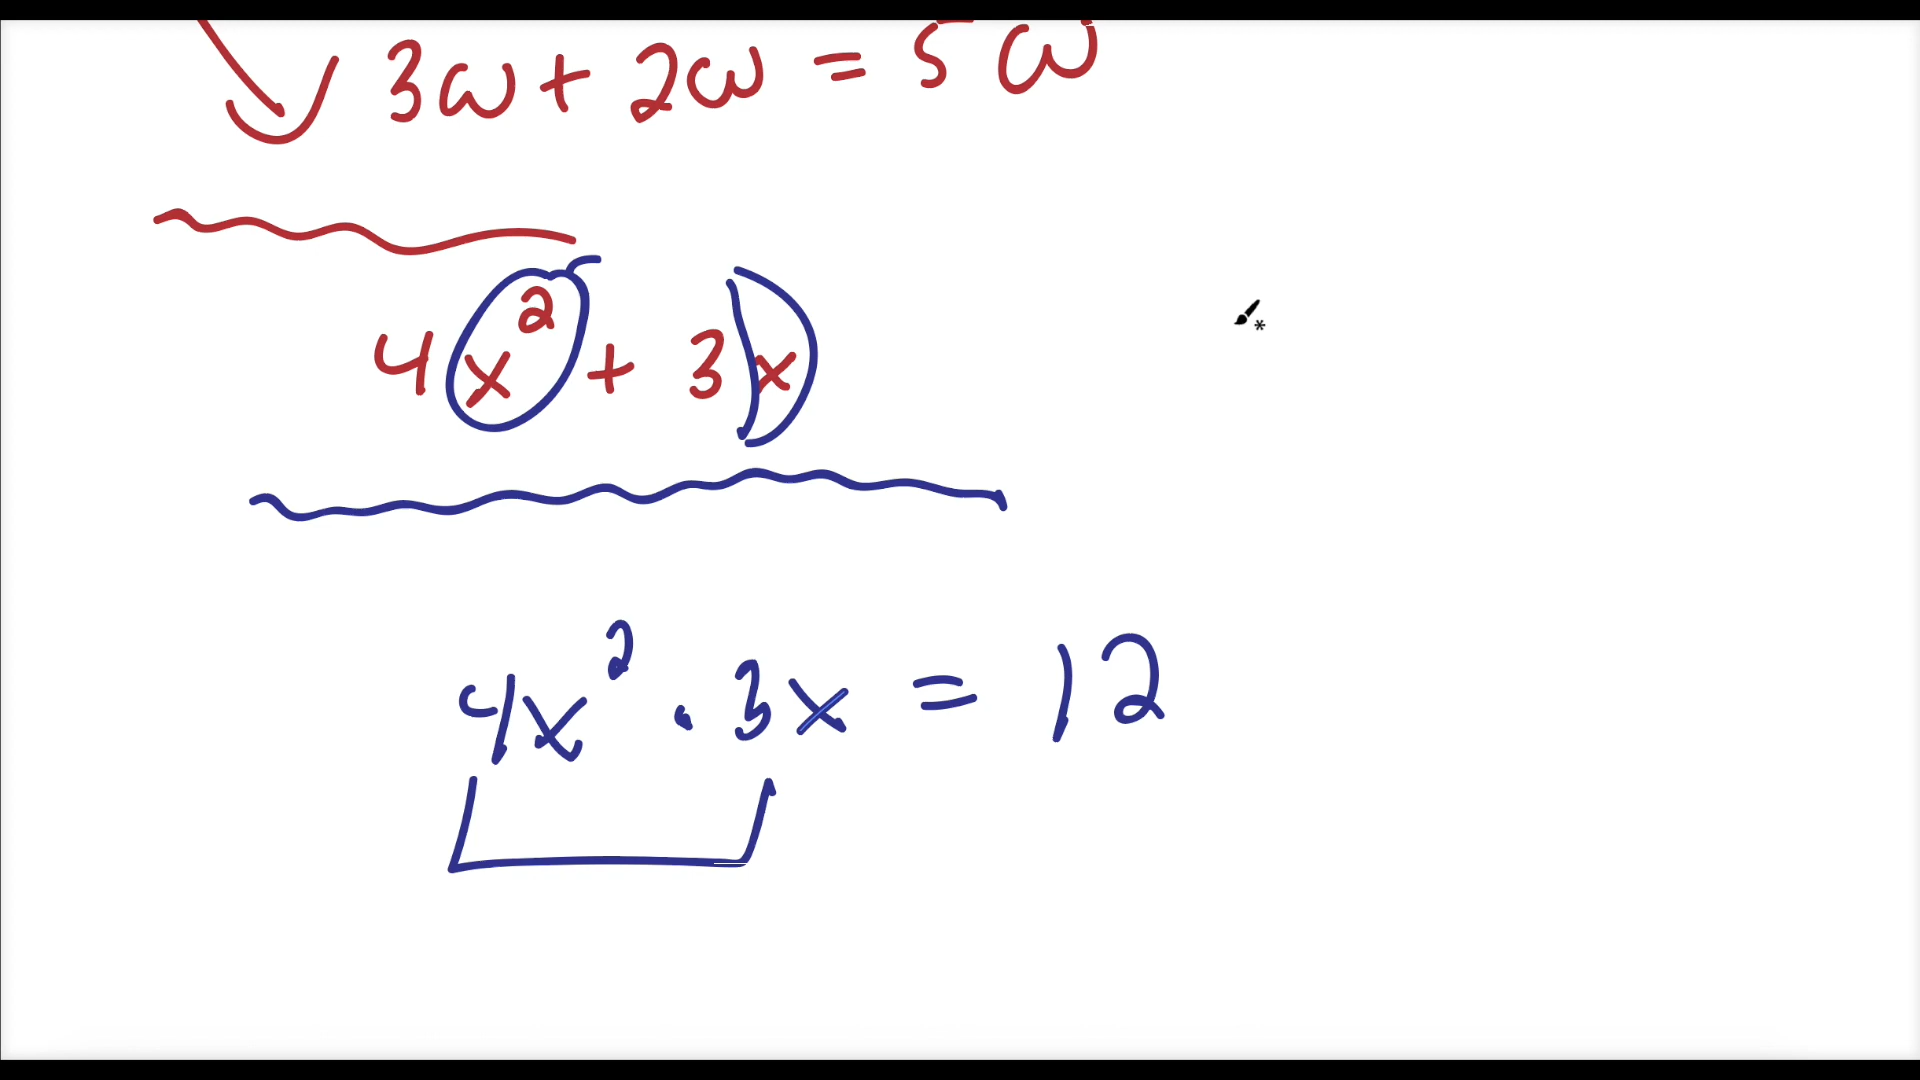 3w + 2w = 5w
4x² + 3x
4x² · 3x = 12